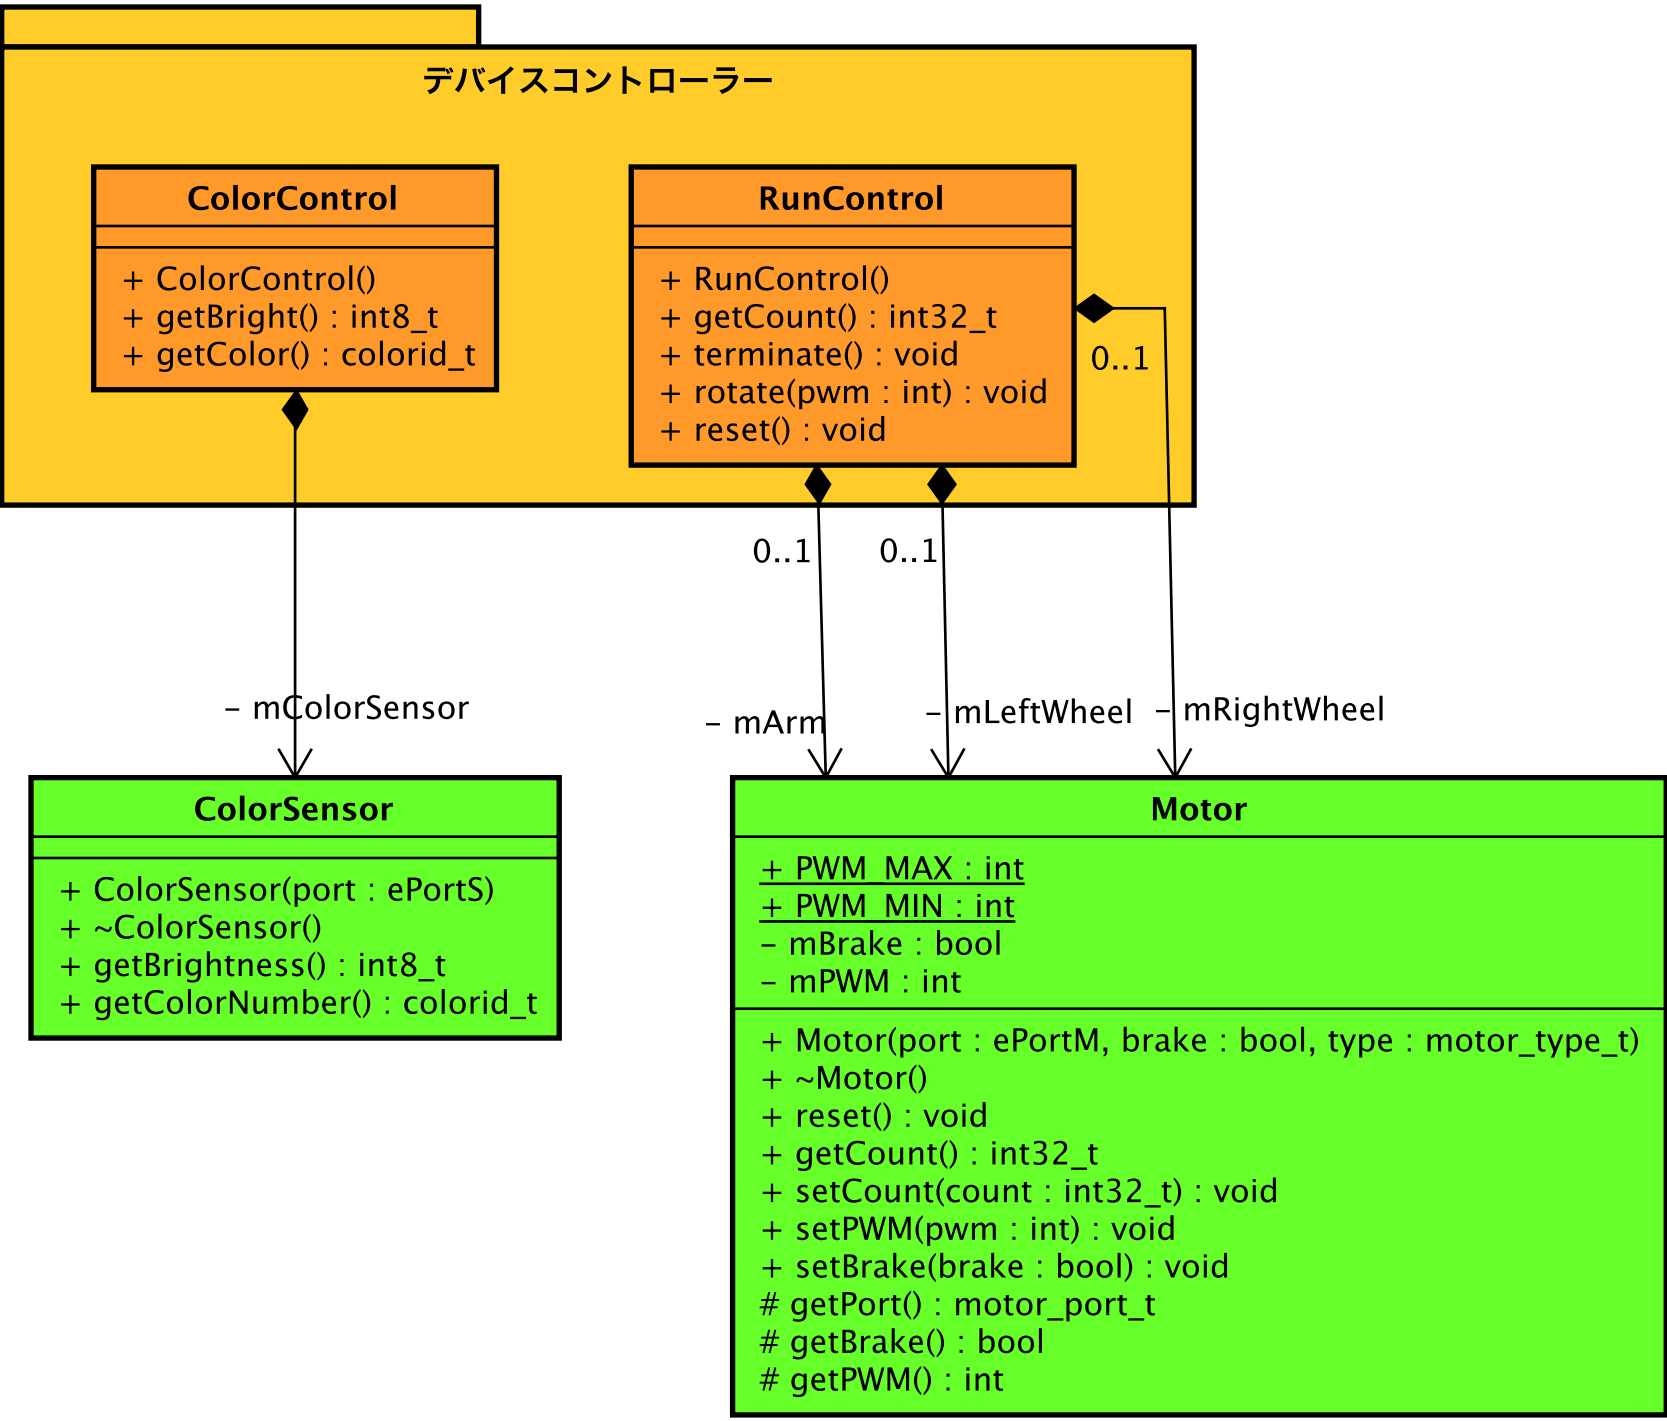 デバイスコントローラー
ColorControl
+ ColorControl()
+ getBright() : int8_t
+ getColor() : colorid_t
RunControl
+ RunControl()
+ getCount() : int32_t
+ terminate() : void
+ rotate(pwm : int) : void
+ reset() : void
0..1
0..1
0..1
- mColorSensor
- mArm
- mLeftWheel
- mRightWheel
ColorSensor
+ ColorSensor(port : ePortS)
+ ~ColorSensor()
+ getBrightness() : int8_t
+ getColorNumber() : colorid_t
Motor
+ PWM_MAX : int
+ PWM_MIN : int
- mBrake : bool
- mPWM : int
+ Motor(port : ePortM, brake : bool, type : motor_type_t)
+ ~Motor()
+ reset() : void
+ getCount() : int32_t
+ setCount(count : int32_t) : void
+ setPWM(pwm : int) : void
+ setBrake(brake : bool) : void
# getPort() : motor_port_t
# getBrake() : bool
# getPWM() : int